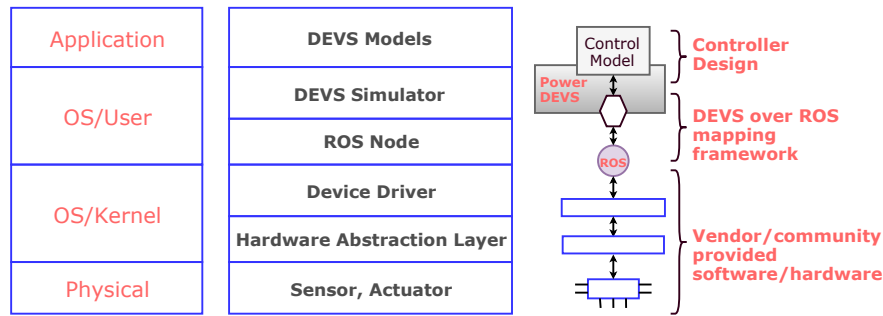 Application
OS/User
OS/Kernel
Physical
DEVS Models
DEVS Simulator
ROS Node
Device Driver
Hardware Abstraction Layer
Sensor, Actuator
Control
Model
Power
DEVS
ROS
Controller
Design
DEVS over ROS
mapping
framework
Vendor/community
provided
software/hardware